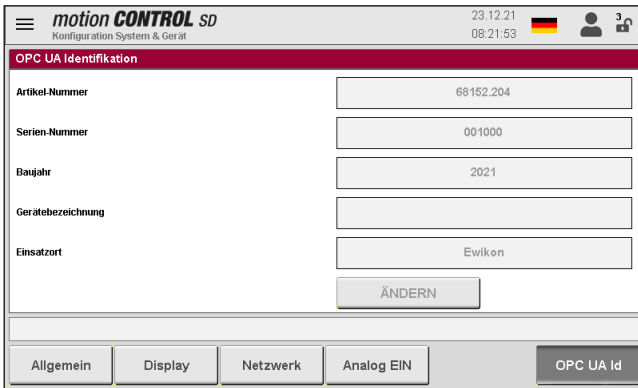 motion CONTROL SD
Konfiguration System & Gerät
23.12.21
08:21:53
3
OPC UA Identifikation
Artikel-Nummer 68152.204
Serien-Nummer 001000
Baujahr 2021
Gerätebezeichnung
Einsatzort Ewikon
ÄNDERN
Allgemein Display Netzwerk Analog EIN OPC UA Id